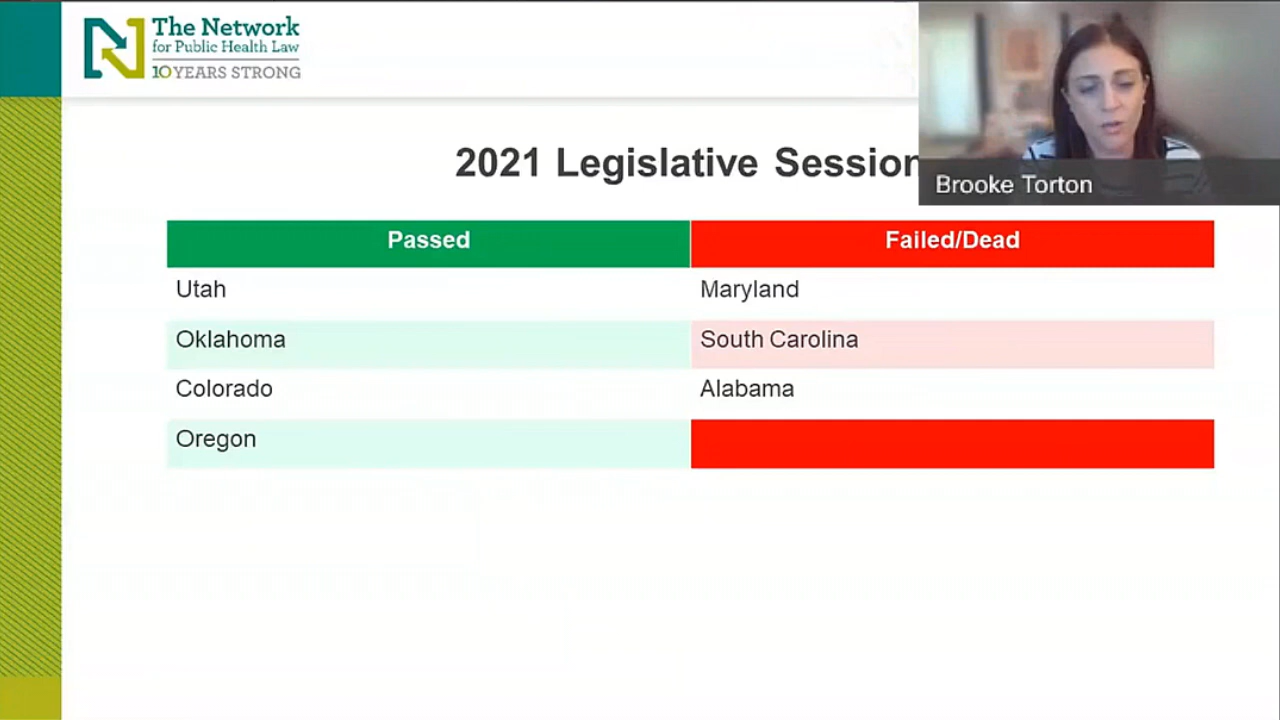 The Network
for Public Health Law
10 YEARS STRONG
2021 Legislative Session
Brooke Torton
Passed Failed/Dead
Utah Maryland
Oklahoma South Carolina
Colorado Alabama
Oregon